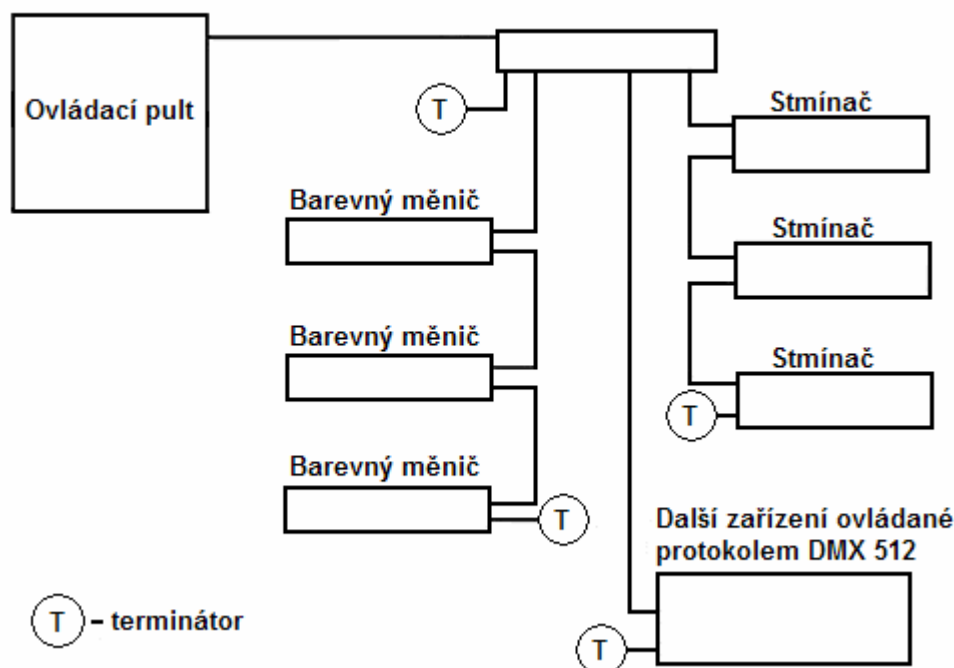 Ovládací pult
T
Stmínač
Barevný měnič
Stmínač
Barevný měnič
Stmínač
T
Barevný měnič
T
Další zařízení ovládané
protokolem DMX 512
T – terminátor
T